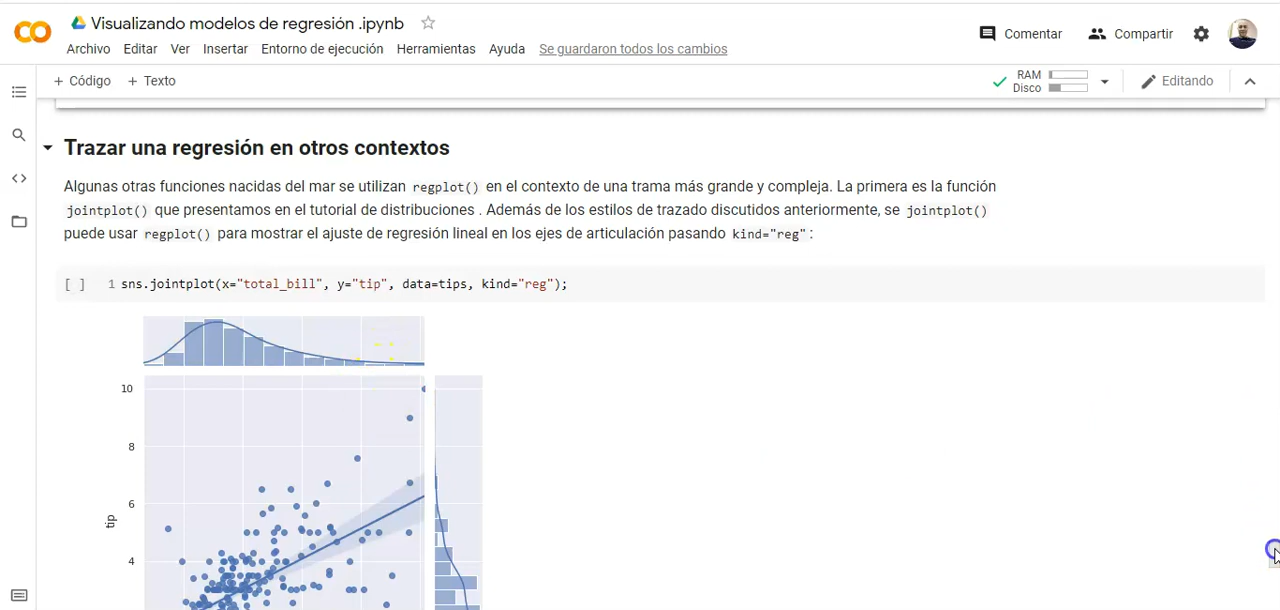 CO
Visualizando modelos de regresión .ipynb
Comentar
Compartir
Archivo Editar Ver Insertar Entorno de ejecución Herramientas Ayuda Se guardaron todos los cambios
+ Código + Texto
RAM
Disco
Editando
Trazar una regresión en otros contextos
Algunas otras funciones nacidas del mar se utilizan regplot() en el contexto de una trama más grande y compleja. La primera es la función
jointplot() que presentamos en el tutorial de distribuciones . Además de los estilos de trazado discutidos anteriormente, se jointplot()
puede usar regplot() para mostrar el ajuste de regresión lineal en los ejes de articulación pasando kind="reg" :
[ ] 1 sns.jointplot(x="total_bill", y="tip", data=tips, kind="reg");
10
8
6
tip
4